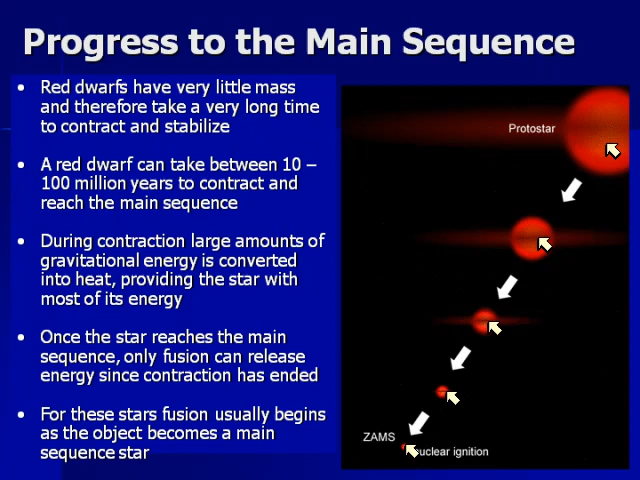 Progress to the Main Sequence
• Red dwarfs have very little mass
and therefore take a very long time
to contract and stabilize
• A red dwarf can take between 10 –
100 million years to contract and
reach the main sequence
• During contraction large amounts of
gravitational energy is converted
into heat, providing the star with
most of its energy
• Once the star reaches the main
sequence, only fusion can release
energy since contraction has ended
• For these stars fusion usually begins
as the object becomes a main
sequence star
Protostar
ZAMS
ignition